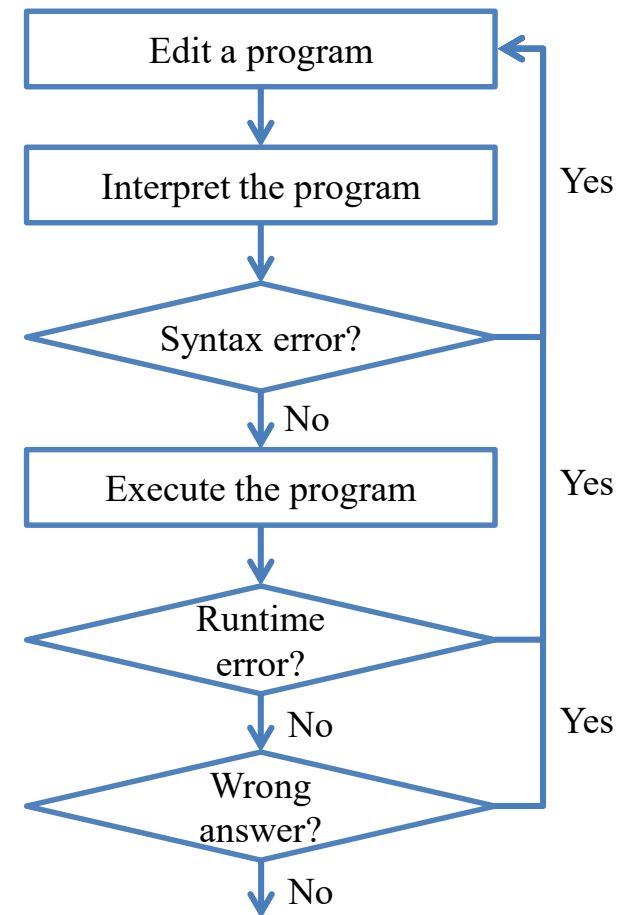 Edit a program
Interpret the program
Yes
Syntax error?
No
Execute the program
Yes
Runtime
error?
No
Yes
Wrong
answer?
No